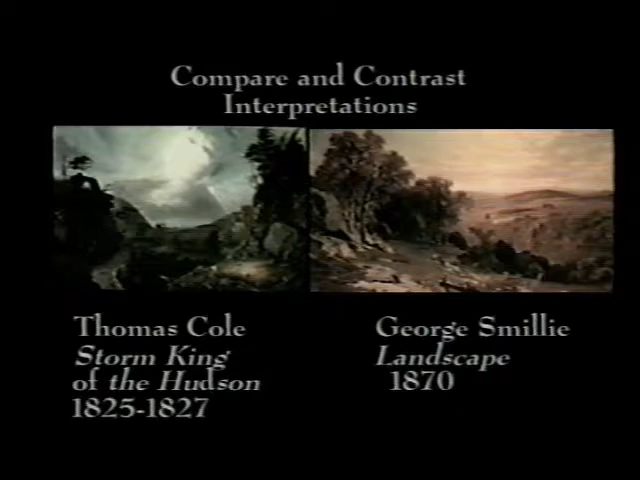 Compare and Contrast
Interpretations
Thomas Cole
Storm King
of the Hudson
1825-1827
George Smillie
Landscape
1870